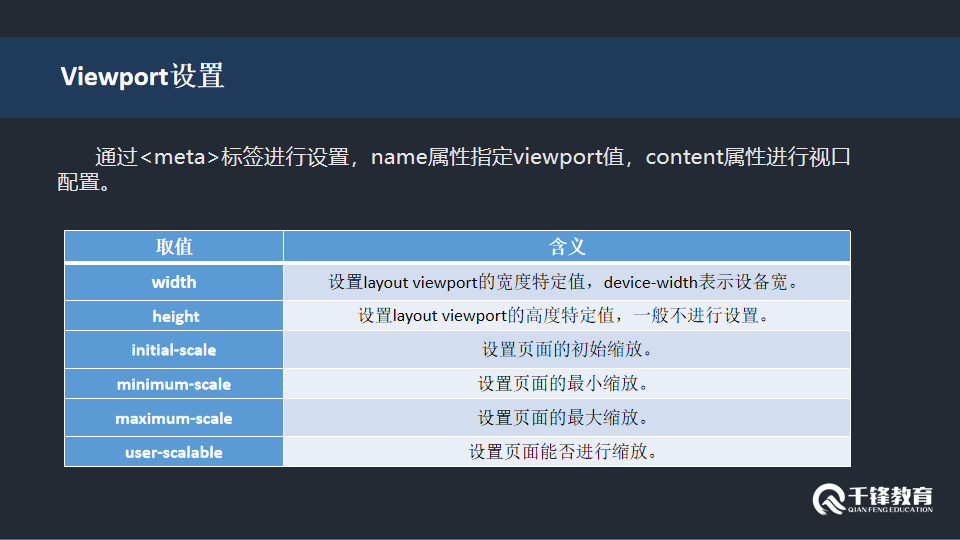 Viewport设置
通过<meta>标签进行设置，name属性指定viewport值，content属性进行视口
配置。
取值 含义
width 设置layout viewport的宽度特定值，device-width表示设备宽。
height 设置layout viewport的高度特定值，一般不进行设置。
initial-scale 设置页面的初始缩放。
minimum-scale 设置页面的最小缩放。
maximum-scale 设置页面的最大缩放。
user-scalable 设置页面能否进行缩放。
千锋教育
QIAN FENG EDUCATION